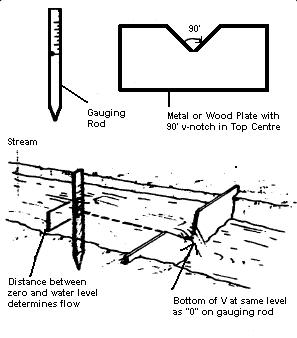 90'
Gauging
Rod
Metal or Wood Plate with
90' v-notch in Top Centre
Stream
Distance between
zero and water level
determines flow
Bottom of V at same level
as "0" on gauging rod